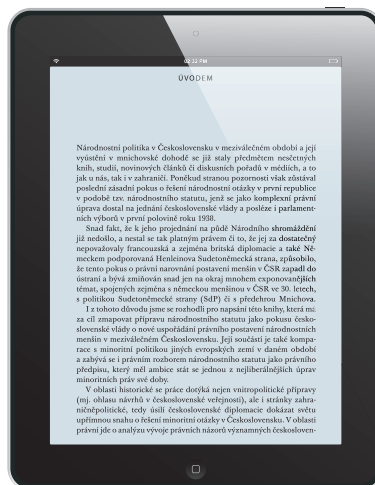 02 22 PM
ÚVODEM
Národnostní politika v Československu v meziválečném období a její
vyústění v mnichovské dohodě se již staly předmětem nesčetných
knih, studií, novinových článků či diskusních pořadů v médiích, a to
jak u nás, tak i v zahraničí. Poněkud stranou pozornosti však zůstával
poslední zásadní pokus o řešení národnostní otázky v první republice
v podobě tzv. národnostního statutu, jenž se jako komplexní právní
úprava dostal na jednání československé vlády a posléze i parlament-
ních výborů v první polovině roku 1938.
Snad fakt, že k jeho projednání na půdě Národního shromáždění
již nedošlo, a nestal se tak platným právem či to, že jej za dostatečný
nepovažovaly francouzská a zejména britská diplomacie a také Ně-
meckem podporovaná Henleinova Sudetoněmecká strana, způsobilo,
že tento pokus o právní narovnání postavení menšin v ČSR zapadl do
ústraní a bývá zmiňován snad jen na okraj mnohem exponovanějších
témat, spojených zejména s německou menšinou v ČSR ve 30. letech,
s politikou Sudetoněmecké strany (SdP) či s předehrou Mnichova.
I z tohoto důvodu jsme se rozhodli pro napsání této knihy, která má
za cíl zmapovat přípravu národnostního statutu jako pokusu česko-
slovenské vlády o nové uspořádání právního postavení národnostních
menšin v meziválečném Československu. Její součástí je také kompa-
race s minoritní politikou jiných evropských zemí v daném období
a zabývá se i právním rozborem národnostního statutu jako právního
předpisu, který měl ambice stát se jednou z nejliberálnějších úprav
minoritních práv své doby.
V oblasti historické se práce dotýká nejen vnitropolitické přípravy
(mj. ohlasu návrhů v československé veřejnosti), ale i stránky zahra-
ničněpolitické, tedy úsilí československé diplomacie dokázat světu
upřímnou snahu o řešení minoritní otázky v Československu. V oblasti
právní jde o analýzu vývoje právních názorů významných českosloven-